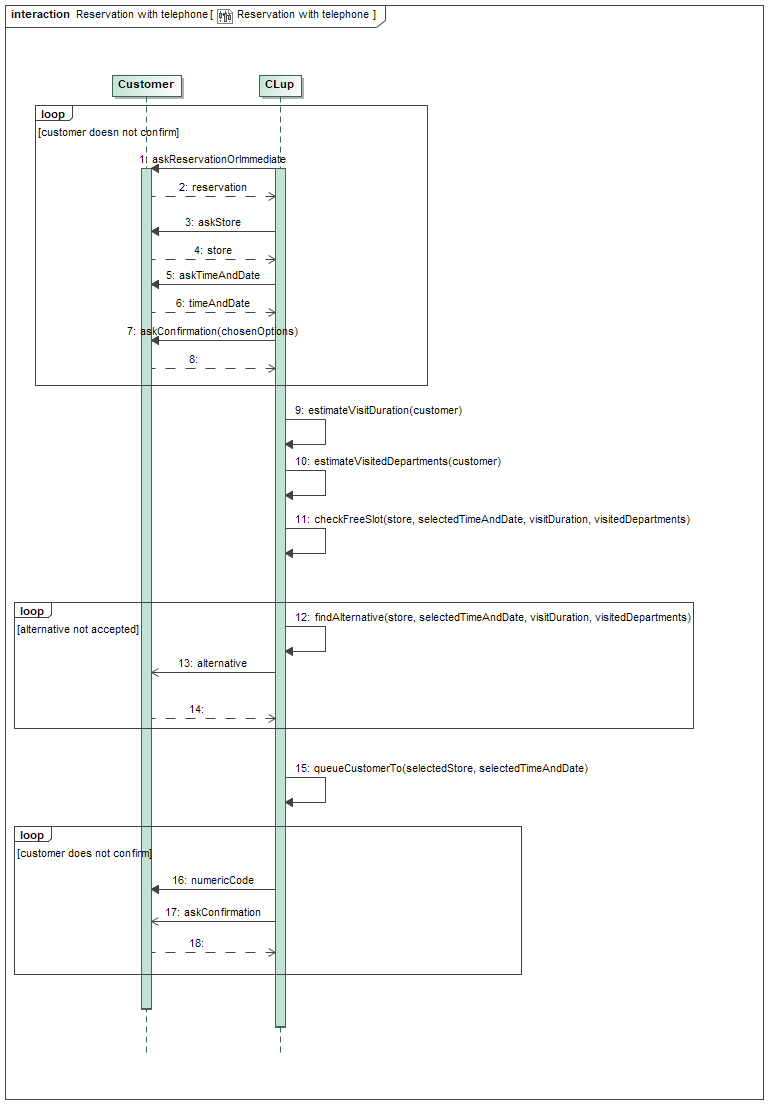 interaction Reservation with telephone [ Reservation with telephone ]
Customer
CLup
loop
[customer doesn not confirm]
1: askReservationOrImmediate
2: reservation
3: askStore
4: store
5: askTimeAndDate
6: timeAndDate
7: askConfirmation(chosenOptions)
8:
9: estimateVisitDuration(customer)
10: estimateVisitedDepartments(customer)
11: checkFreeSlot(store, selectedTimeAndDate, visitDuration, visitedDepartments)
loop
12: findAlternative(store, selectedTimeAndDate, visitDuration, visitedDepartments)
[alternative not accepted]
13: alternative
14:
15: queueCustomerTo(selectedStore, selectedTimeAndDate)
loop
[customer does not confirm]
16: numericCode
17: askConfirmation
18: